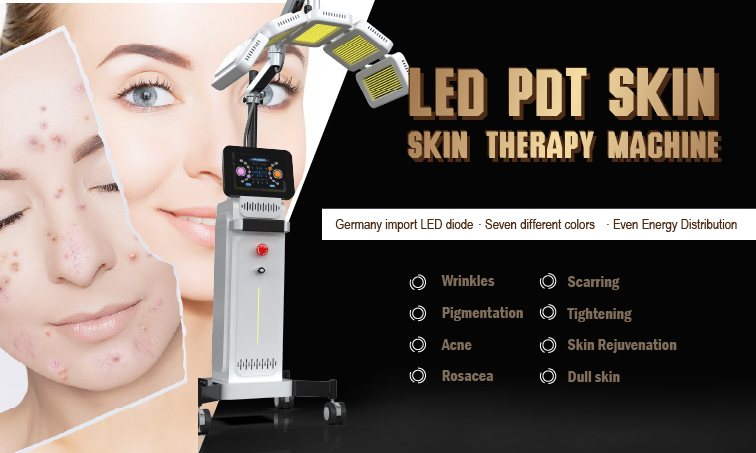 LED PDT SKIN
SKIN THERAPY MACHINE
Germany import LED diode · Seven different colors · Even Energy Distribution
Wrinkles
Pigmentation
Acne
Rosacea
Scarring
Tightening
Skin Rejuvenation
Dull skin